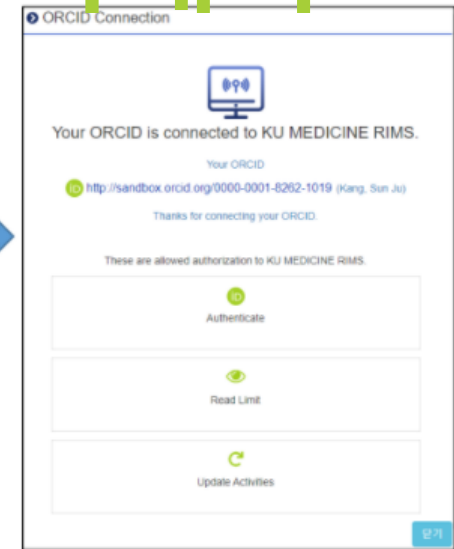 ORCID Connection
Your ORCID is connected to KU MEDICINE RIMS.
Your ORCID
iD http://sandbox.orcid.org/0000-0001-8262-1019 (Kang, Sun Ju)
Thanks for connecting your ORCID.
These are allowed authorization to KU MEDICINE RIMS.
iD
Authenticate
Read Limit
Update Activities
닫기